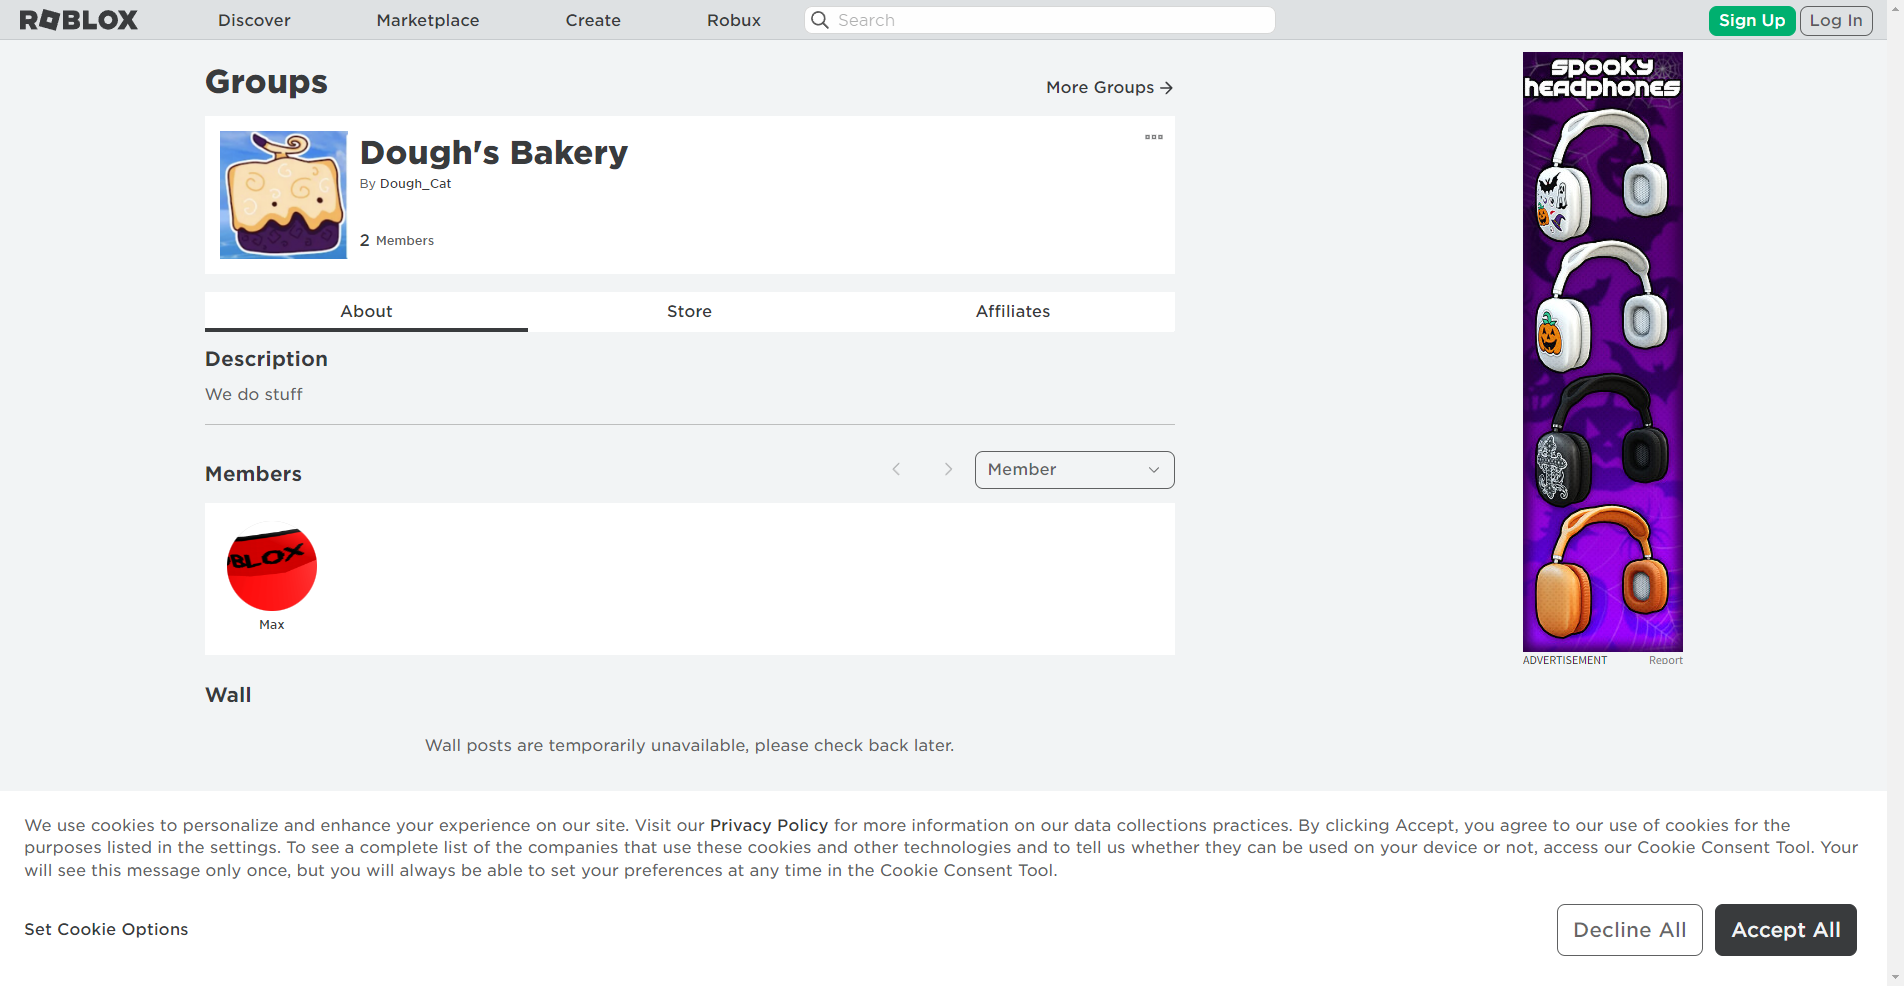 ROBLOX
Discover
Marketplace
Create
Robux
Search
Sign Up
Log In
Groups
More Groups →
Dough's Bakery
By Dough_Cat
2 Members
About
Store
Affiliates
Description
We do stuff
Members
Member
BLOX
Max
Wall
Wall posts are temporarily unavailable, please check back later.
SPOOKY
HEADPHONES
ADVERTISEMENT
Report
We use cookies to personalize and enhance your experience on our site. Visit our Privacy Policy for more information on our data collections practices. By clicking Accept, you agree to our use of cookies for the
purposes listed in the settings. To see a complete list of the companies that use these cookies and other technologies and to tell us whether they can be used on your device or not, access our Cookie Consent Tool. Your
will see this message only once, but you will always be able to set your preferences at any time in the Cookie Consent Tool.
Set Cookie Options
Decline All
Accept All